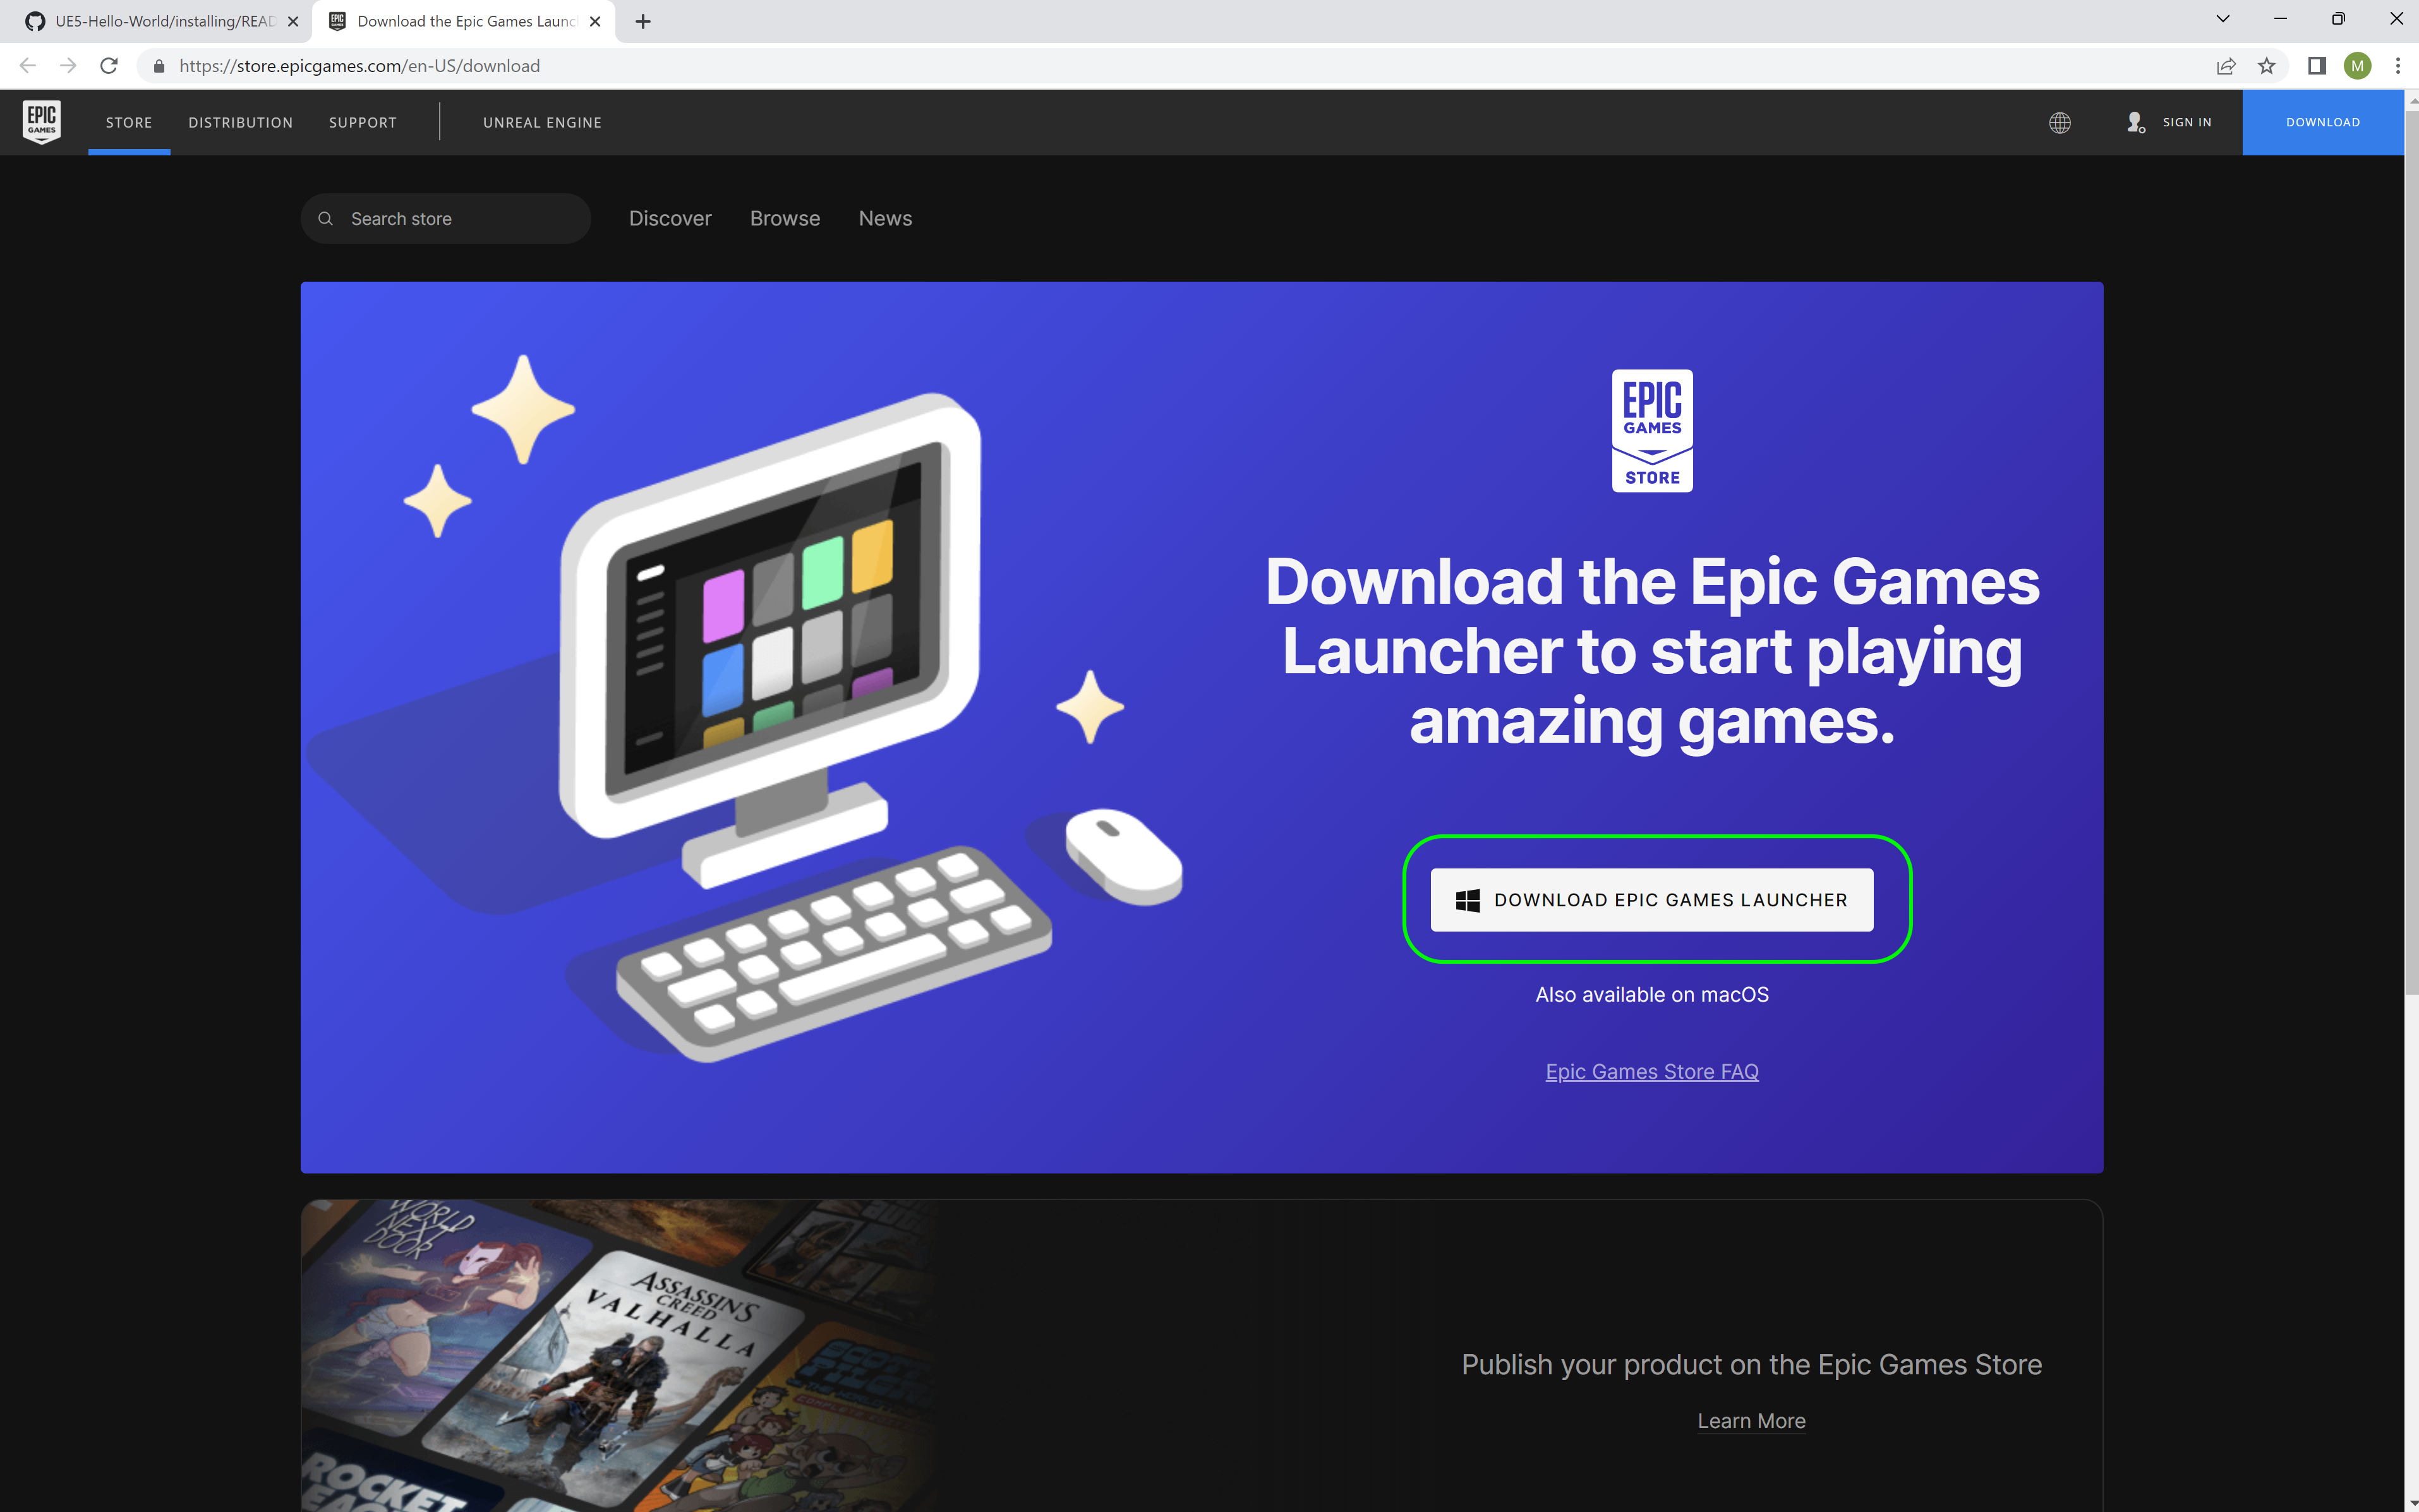 UE5-Hello-World/installing/READ
Download the Epic Games Launc
https://store.epicgames.com/en-US/download
M
EPIC
GAMES
STORE
DISTRIBUTION
SUPPORT
UNREAL ENGINE
SIGN IN
DOWNLOAD
Search store
Discover
Browse
News
EPIC
GAMES
STORE
Download the Epic Games
Launcher to start playing
amazing games.
DOWNLOAD EPIC GAMES LAUNCHER
Also available on macOS
Epic Games Store FAQ
WORLD
NEXT
DOOR
ASSASSIN'S
CREED
VALHALLA
ROCKET
Publish your product on the Epic Games Store
Learn More